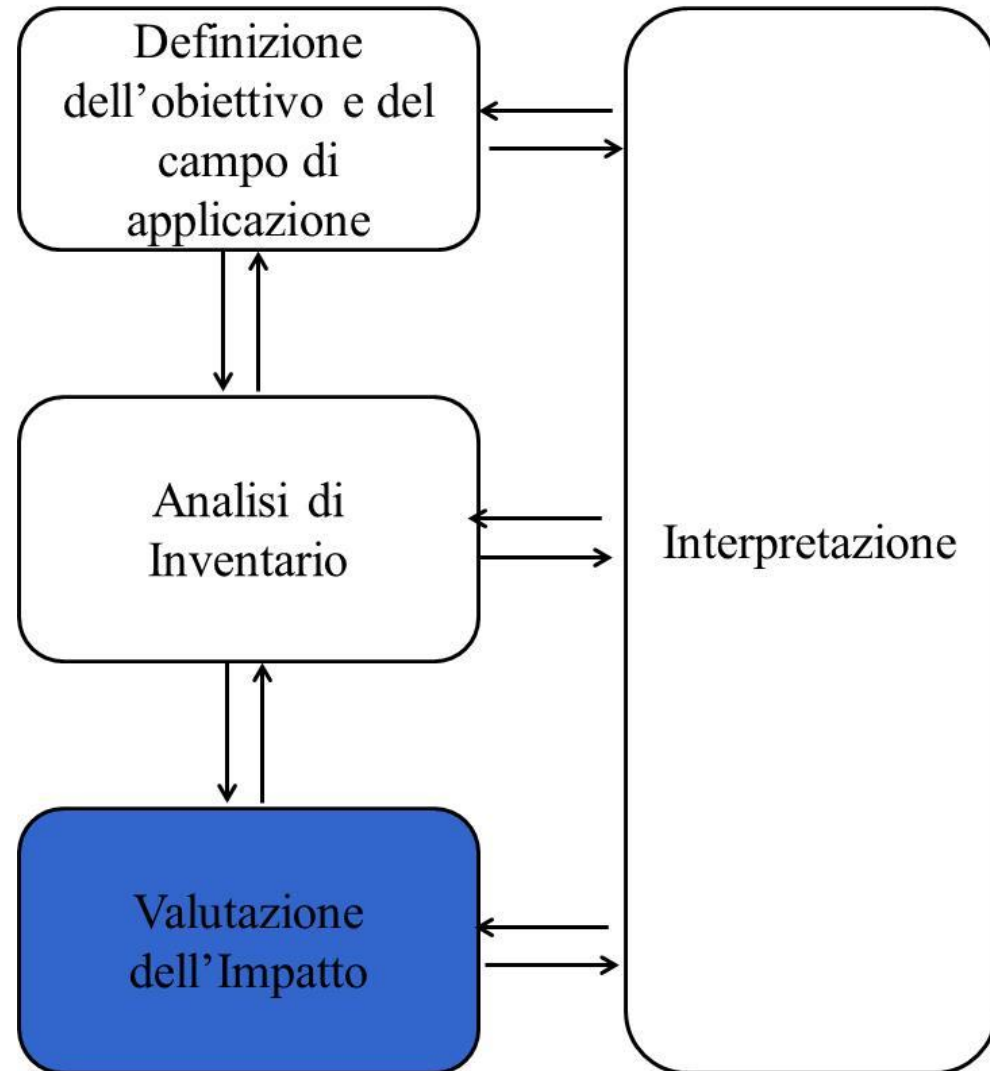 Definizione
dell’obiettivo e del
campo di
applicazione
Analisi di
Inventario
Interpretazione
Valutazione
dell’Impatto